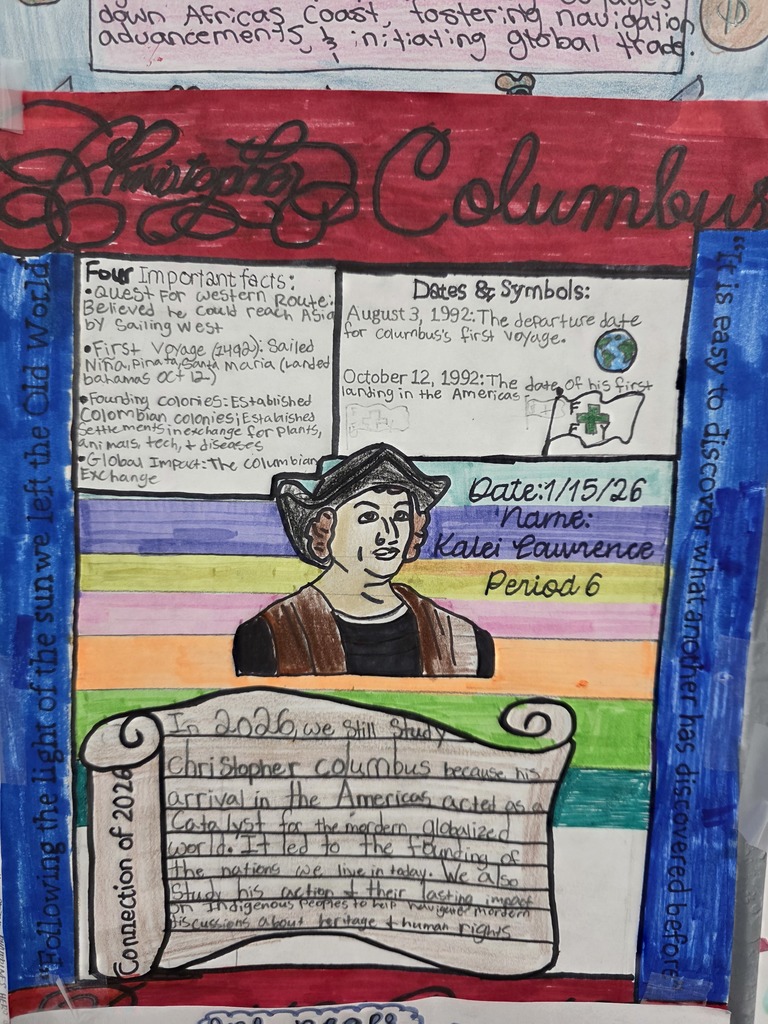 down Africas Coast, fostering navigation
advancements, & initiating global trade.
Christopher Columbus
Four Important facts:
•Quest For western Route:
Believed he could reach Asia
by Sailing West
•First Voyage (1492): Sailed
Niña, Pinata, Santa Maria (Landed
bahamas OCT 12)
•Founding colonies: Established
Colombian colonies; Established
Settlements in exchange for Plants,
animals, tech, + diseases
•Global Impact: The columbian
Exchange
Dates & Symbols:
August 3, 1992: The departure date
for columbus's first voyage.
October 12, 1992: The date of his first
landing in the Americas
F Y
Date: 1/15/26
Name:
Kalei Lawrence
Period 6
"Following the light of the sun we left the Old World
"It is easy to discover what another has discovered before"
Connection of 2026
In 2026, we Still Study
Christopher columbus because his
arrival in the Americas acted as a
Catalyst for the mordern globalized
world. It led to the founding of
the nations we live in today. We also
Study his action + their lasting impact
on Indigenous peoples to help navigate mordern
discussions about heritage + human rights